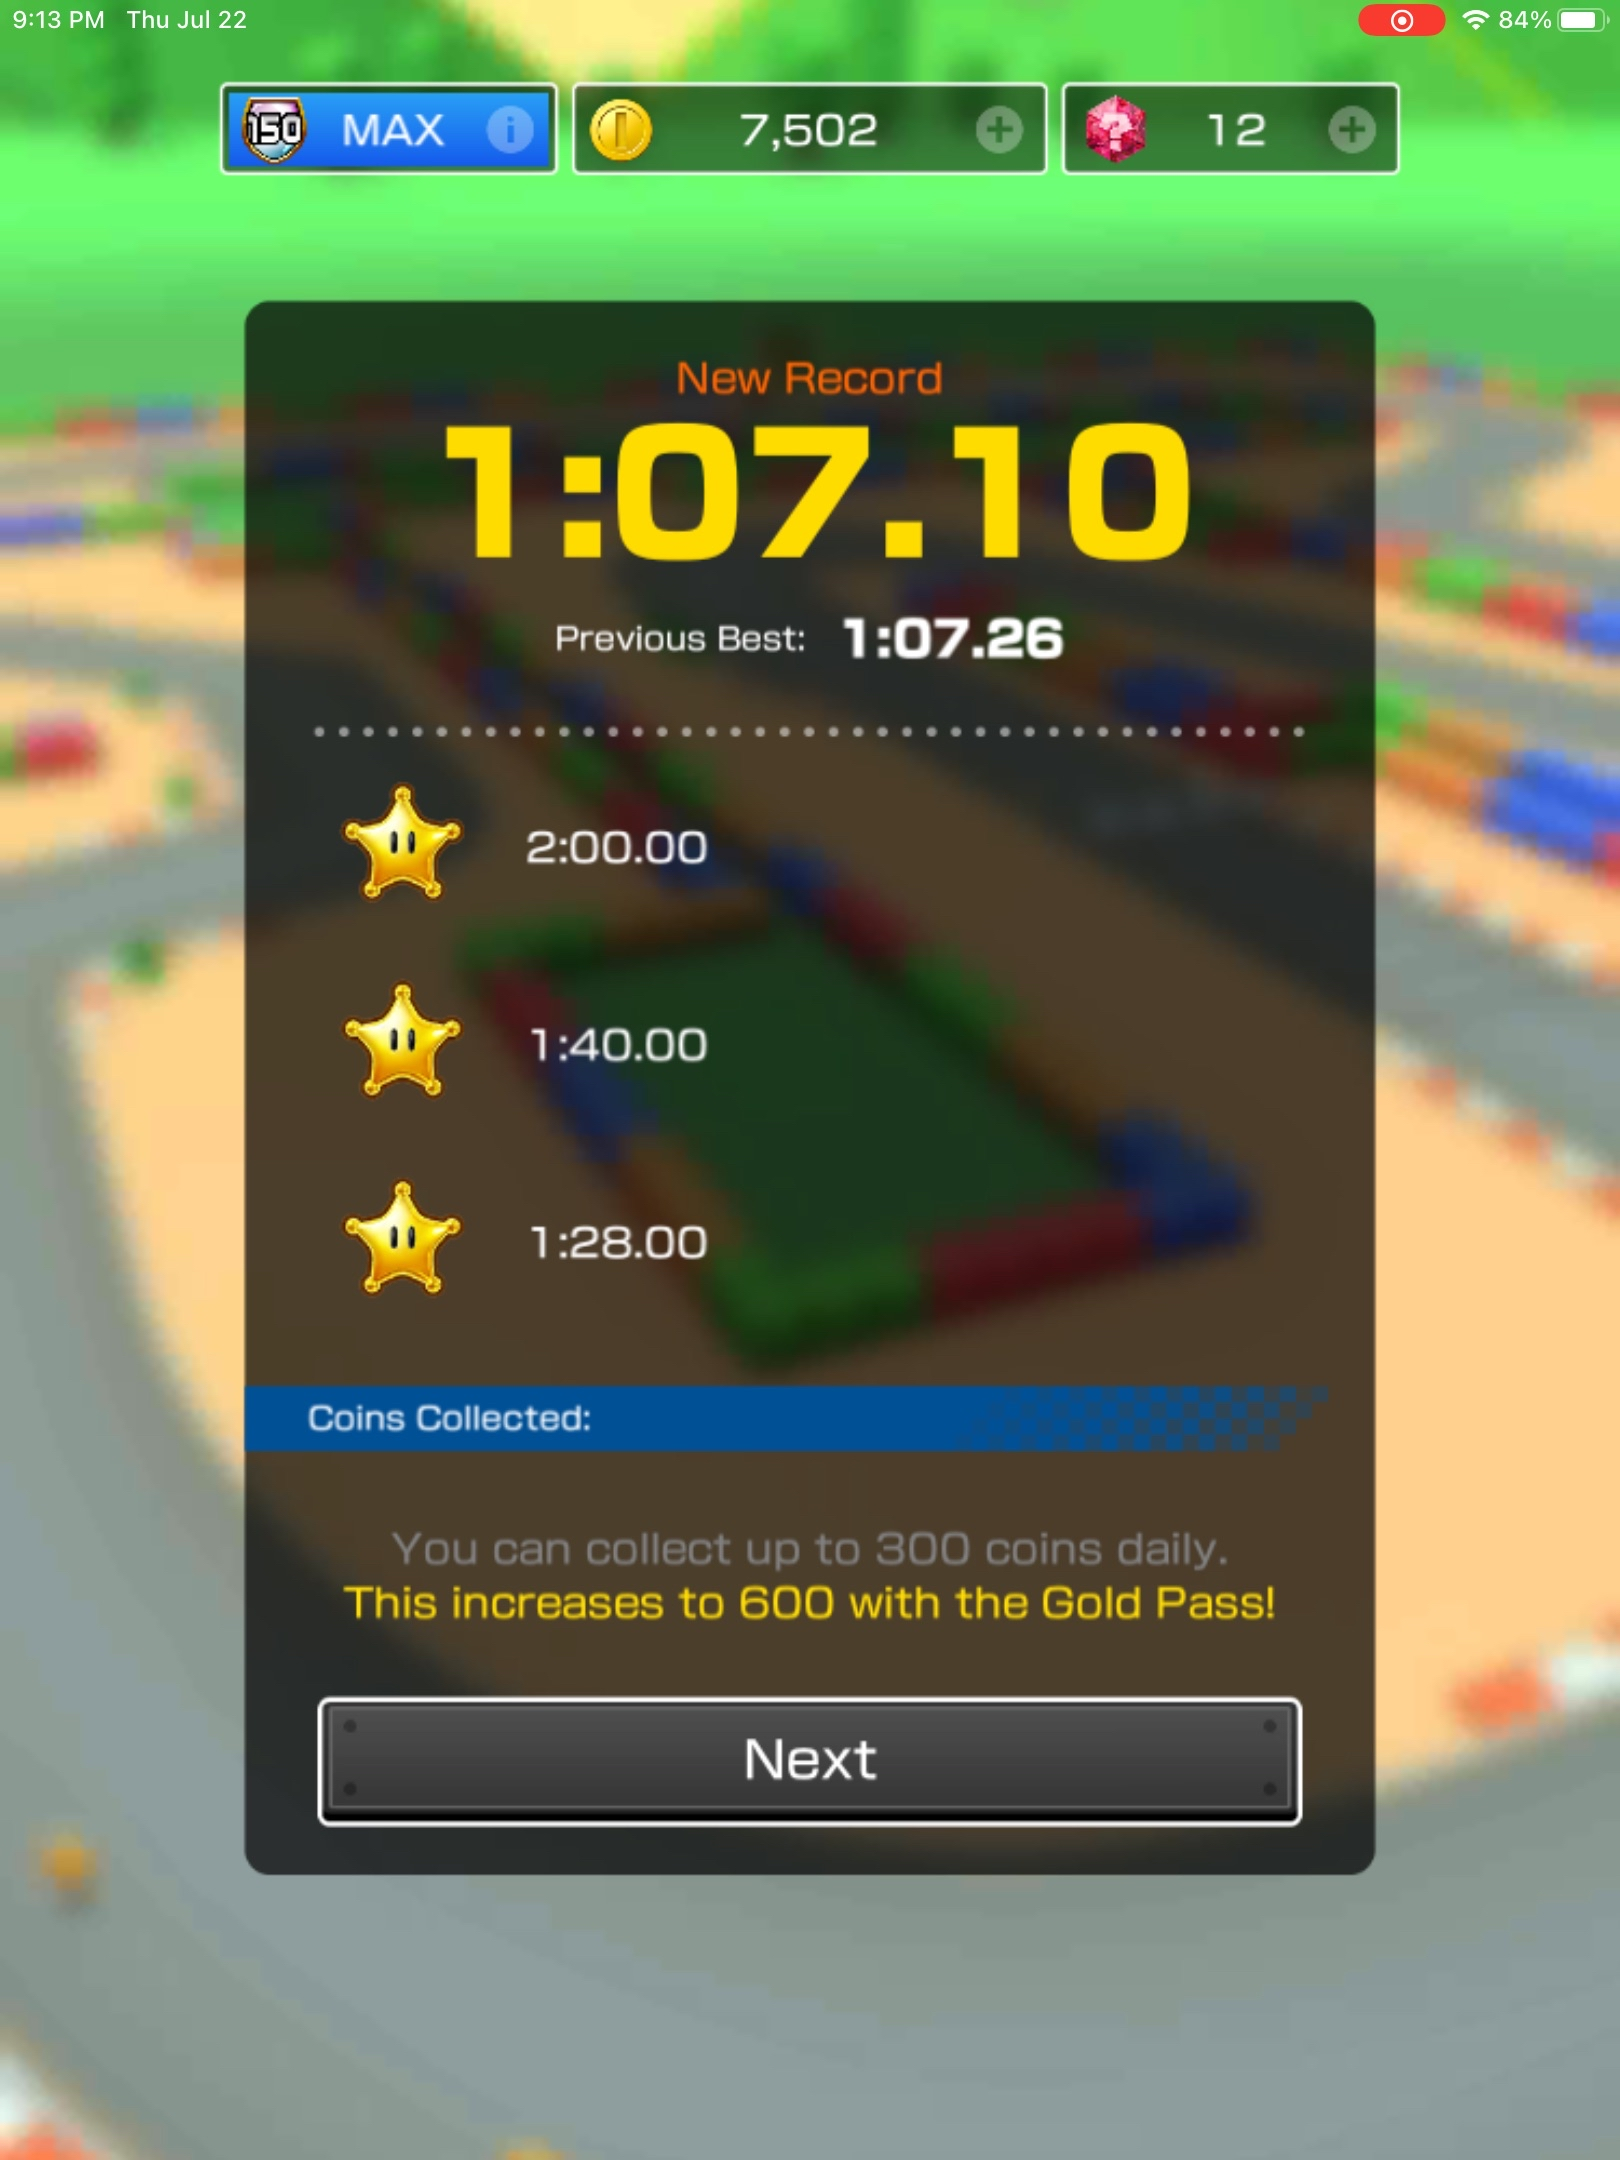 9:13 PM Thu Jul 22 84%
150 MAX i 7,502 + ? 12 +
New Record
1:07.10
Previous Best: 1:07.26
2:00.00
1:40.00
1:28.00
Coins Collected:
You can collect up to 300 coins daily.
This increases to 600 with the Gold Pass!
Next